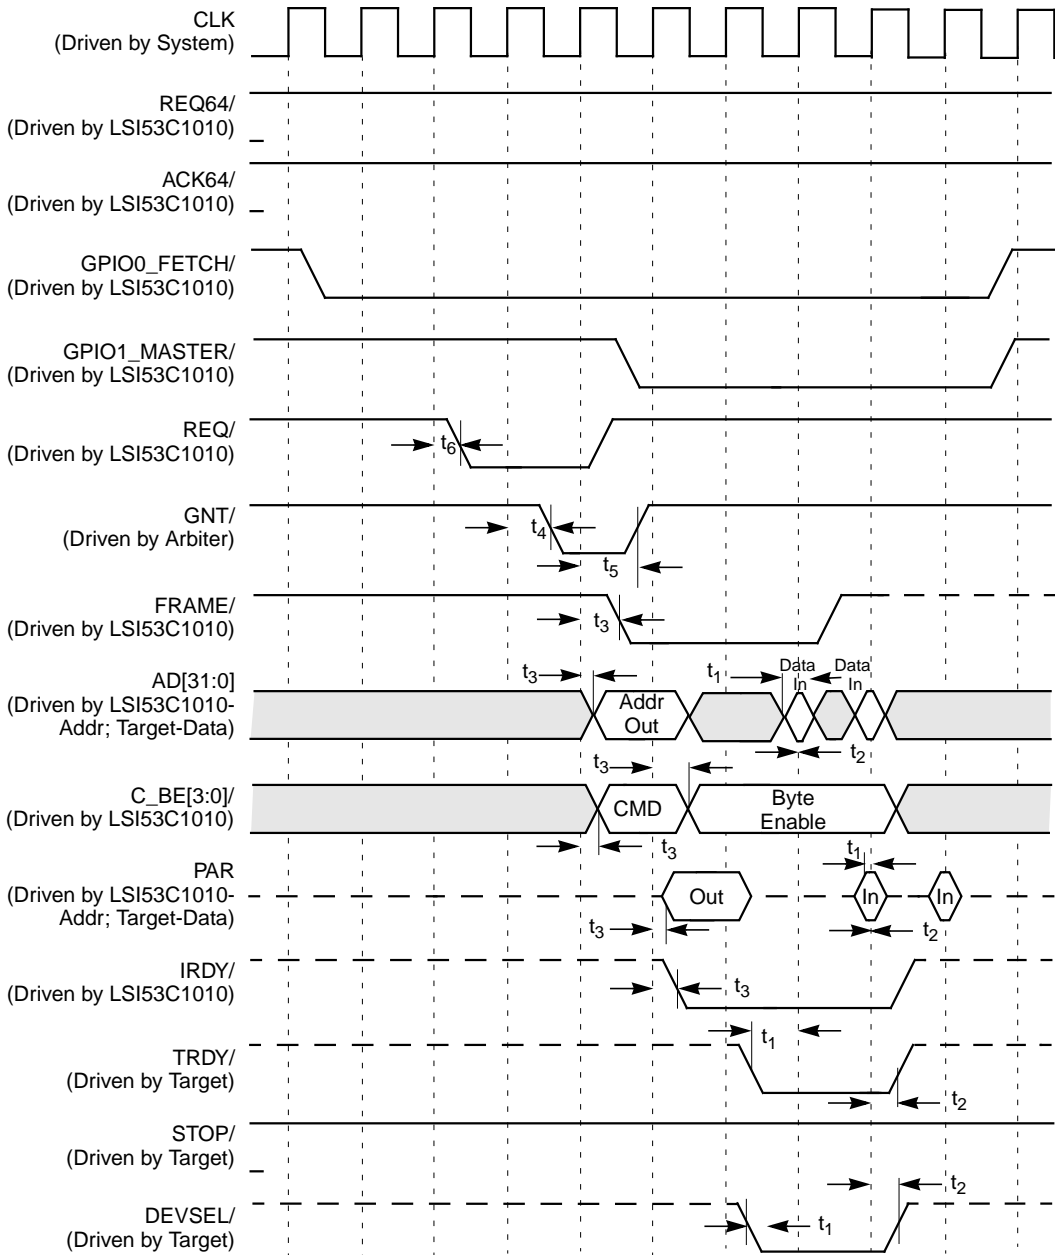 CLK
(Driven by System)
REQ64/
(Driven by LSI53C1010)
ACK64/
(Driven by LSI53C1010)
GPIO0_FETCH/
(Driven by LSI53C1010)
GPIO1_MASTER/
(Driven by LSI53C1010)
REQ/
(Driven by LSI53C1010)
t6
GNT/
(Driven by Arbiter)
t4
t5
FRAME/
(Driven by LSI53C1010)
t3
AD[31:0]
(Driven by LSI53C1010-
Addr; Target-Data)
t3
Addr
Out
t1
Data
In
Data
In
t2
C_BE[3:0]/
(Driven by LSI53C1010)
t3
CMD
Byte
Enable
t3
PAR
(Driven by LSI53C1010-
Addr; Target-Data)
t1
Out
In
In
t3
t2
IRDY/
(Driven by LSI53C1010)
t3
TRDY/
(Driven by Target)
t1
t2
STOP/
(Driven by Target)
DEVSEL/
(Driven by Target)
t2
t1